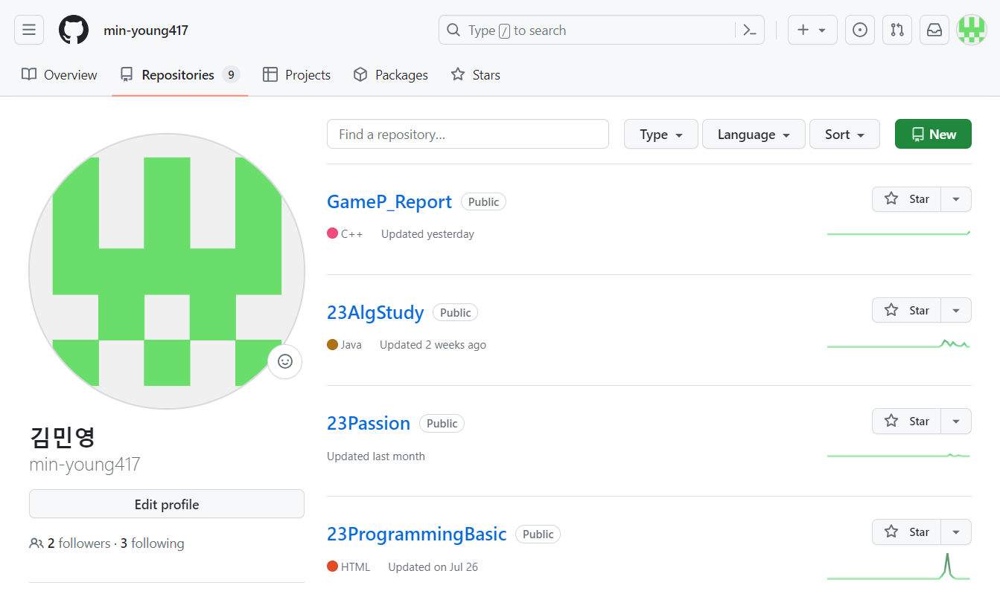 min-young417
Type / to search
Overview
Repositories 9
Projects
Packages
Stars
Find a repository...
Type
Language
Sort
New
GameP_Report Public
Star
C++ Updated yesterday
23AlgStudy Public
Star
Java Updated 2 weeks ago
23Passion Public
Star
Updated last month
23ProgrammingBasic Public
Star
HTML Updated on Jul 26
김민영
min-young417
Edit profile
2 followers · 3 following